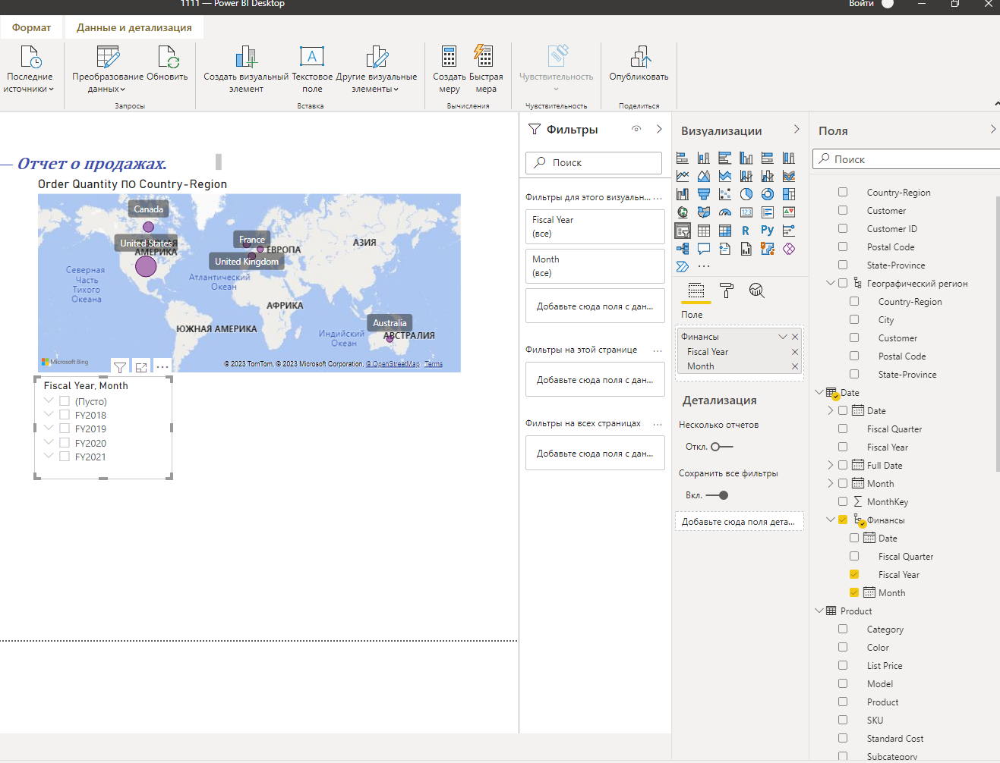 1111 — Power BI Desktop
Войти
Формат
Данные и детализация
Последние источники
Преобразование данных
Обновить
Создать визуальный элемент
Текстовое поле
Другие визуальные элементы
Создать меру
Быстрая мера
Чувствительность
Опубликовать
Запросы
Вставка
Вычисления
Чувствительность
Поделиться
Отчет о продажах.
Order Quantity по Country-Region
Canada
United States
АМЕРИКА
France
ЕВРОПА
United Kingdom
АЗИЯ
Северная
Часть
Тихого
Океана
Атлантический
Океан
АФРИКА
ЮЖНАЯ АМЕРИКА
Индийский
Океан
Australia
АВСТРАЛИЯ
Microsoft Bing
© 2023 TomTom, © 2023 Microsoft Corporation, © OpenStreetMap Terms
Fiscal Year, Month
(Пусто)
FY2018
FY2019
FY2020
FY2021
Фильтры
Поиск
Фильтры для этого визуальн... ...
Fiscal Year
(все)
Month
(все)
Добавьте сюда поля с дан...
Фильтры на этой странице ...
Добавьте сюда поля с дан...
Фильтры на всех страницах ...
Добавьте сюда поля с дан...
Визуализации
R
Py
123
...
Поле
Финансы
Fiscal Year
Month
Детализация
Несколько отчетов
Откл.
Сохранить все фильтры
Вкл.
Добавьте сюда поля дета...
Поля
Поиск
Country-Region
Customer
Customer ID
Postal Code
State-Province
Географический регион
Country-Region
City
Customer
Postal Code
State-Province
Date
Date
Fiscal Quarter
Fiscal Year
Full Date
Month
MonthKey
Финансы
Date
Fiscal Quarter
Fiscal Year
Month
Product
Category
Color
List Price
Model
Product
SKU
Standard Cost
Subcategory